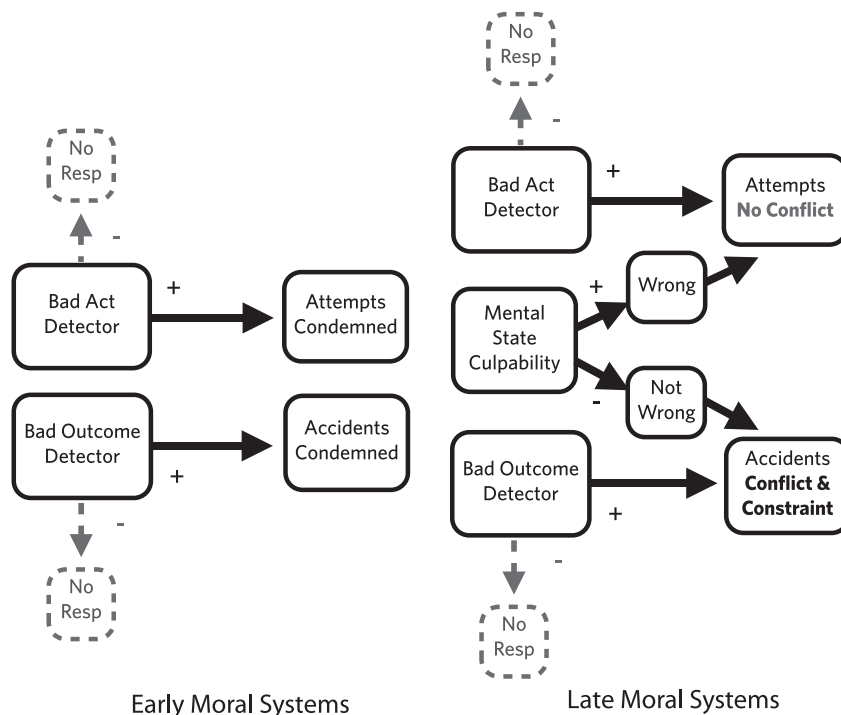 No
Resp
-
Bad Act
Detector
+
Attempts
Condemned
Bad Outcome
Detector
+
Accidents
Condemned
-
No
Resp
Early Moral Systems
No
Resp
-
Bad Act
Detector
+
Attempts
No Conflict
Mental
State
Culpability
+
Wrong
-
Not
Wrong
Bad Outcome
Detector
+
Accidents
Conflict &
Constraint
-
No
Resp
Late Moral Systems